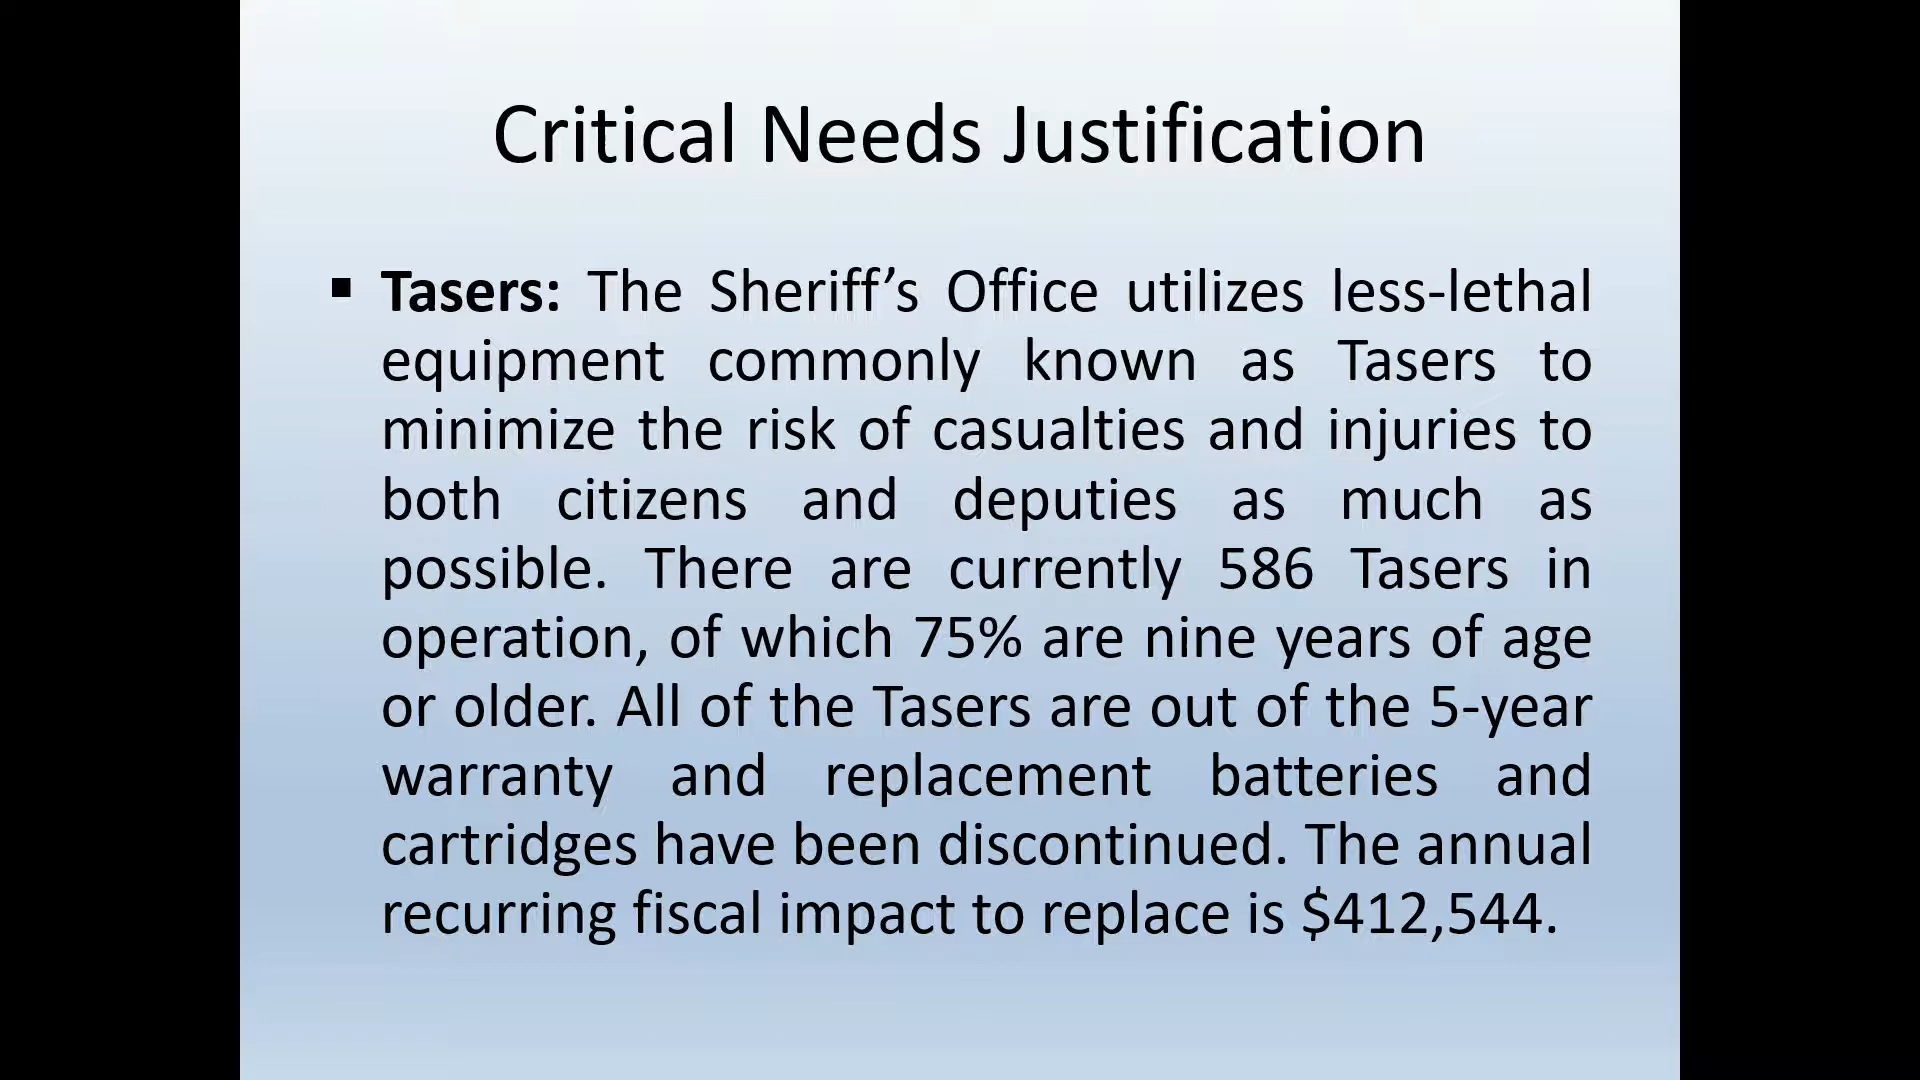 Critical Needs Justification
▪ Tasers: The Sheriff’s Office utilizes less-lethal
equipment commonly known as Tasers to
minimize the risk of casualties and injuries to
both citizens and deputies as much as
possible. There are currently 586 Tasers in
operation, of which 75% are nine years of age
or older. All of the Tasers are out of the 5-year
warranty and replacement batteries and
cartridges have been discontinued. The annual
recurring fiscal impact to replace is $412,544.